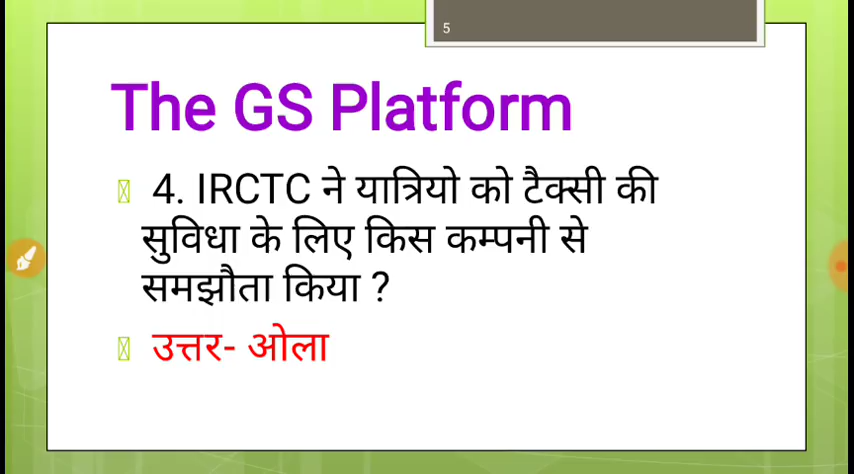 5
The GS Platform
4. IRCTC ने यात्रियो को टैक्सी की
सुविधा के लिए किस कम्पनी से
समझौता किया ?
उत्तर- ओला